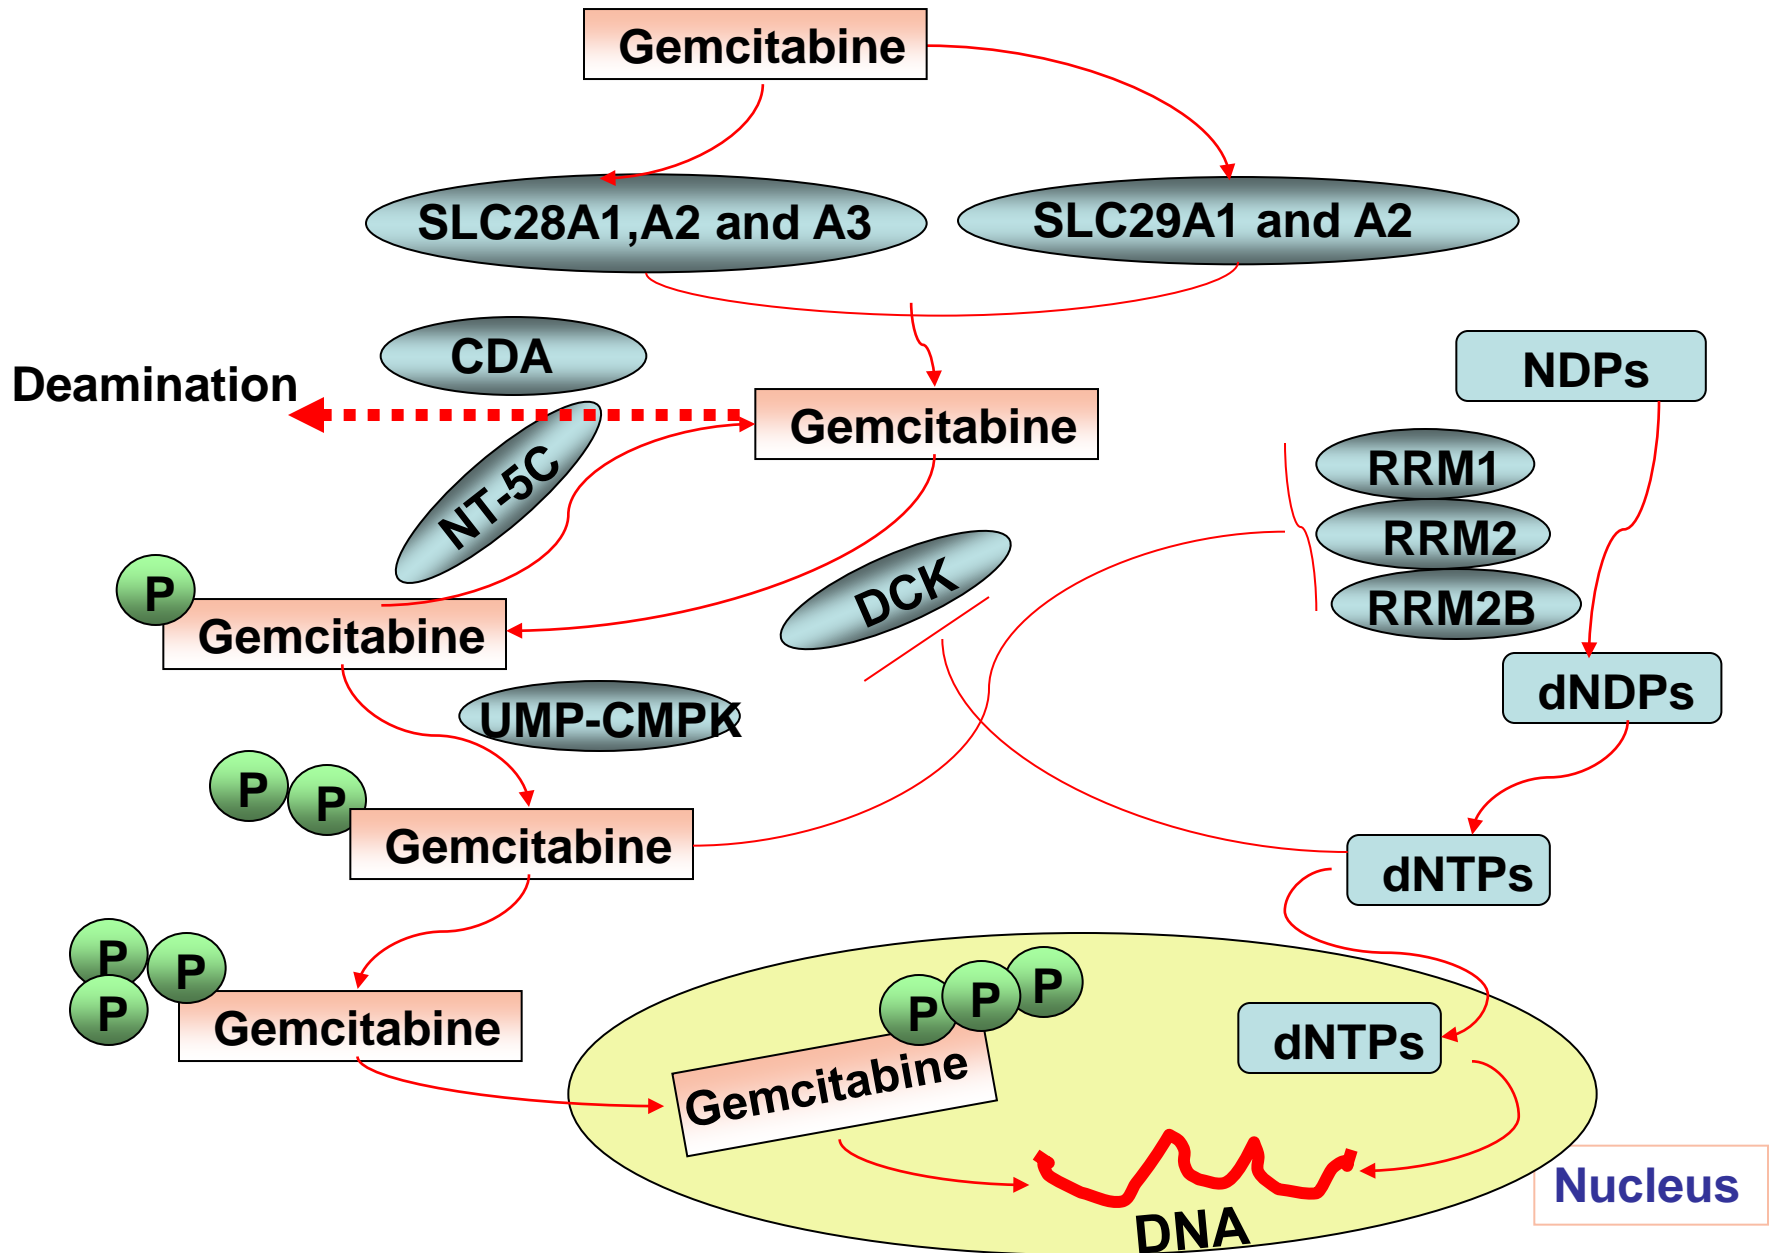 Gemcitabine
SLC28A1,A2 and A3
SLC29A1 and A2
CDA
NDPs
Deamination
Gemcitabine
NT-5C
RRM1
RRM2
RRM2B
DCK
P
Gemcitabine
dNDPs
UMP-CMPK
P
P
Gemcitabine
dNTPs
P
P
P
Gemcitabine
P
P
P
Gemcitabine
dNTPs
DNA
Nucleus